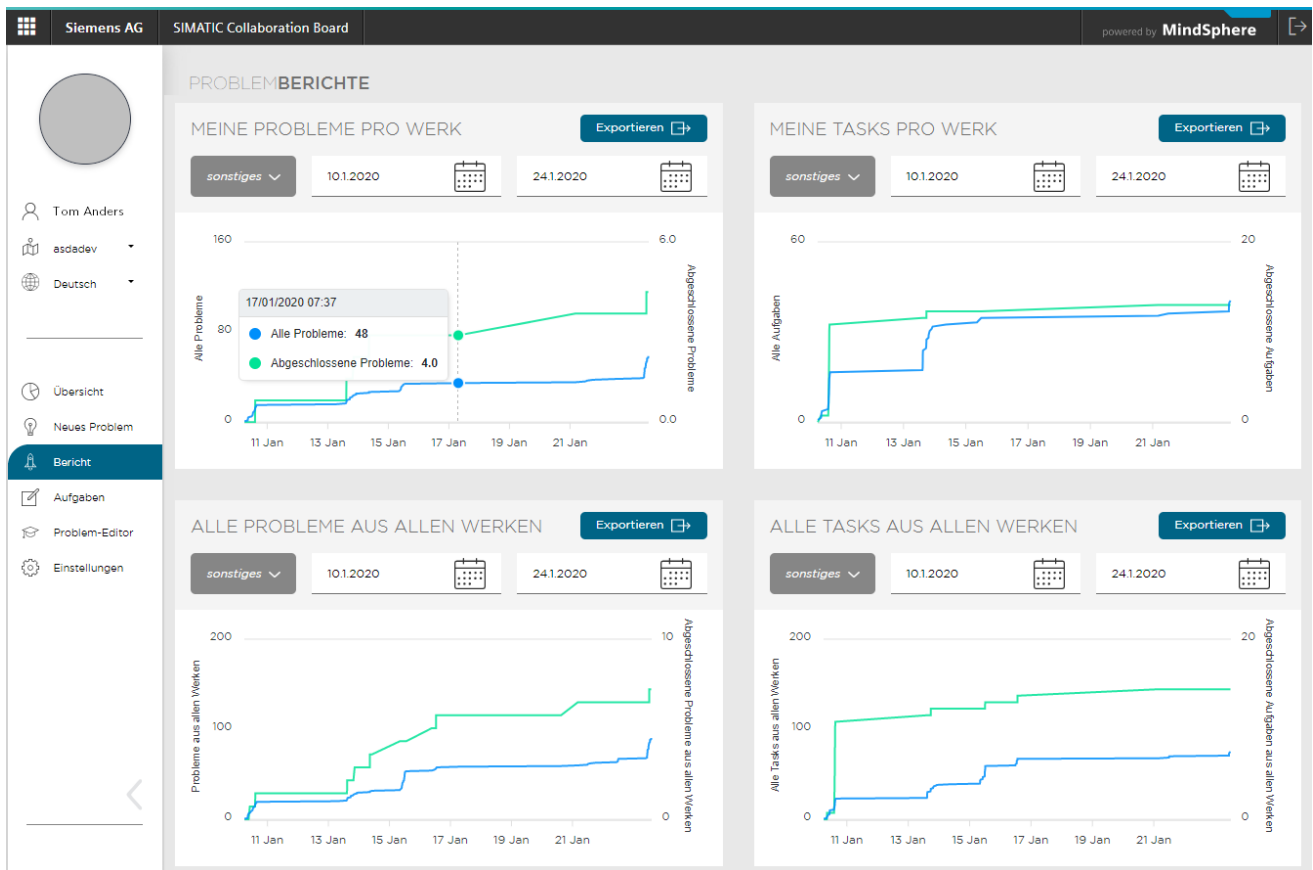 Siemens AG
SIMATIC Collaboration Board
powered by MindSphere
Tom Anders
asdadev
Deutsch
Übersicht
Neues Problem
Bericht
Aufgaben
Problem-Editor
Einstellungen
PROBLEMBERICHTE
MEINE PROBLEME PRO WERK
Exportieren
sonstiges
10.1.2020
24.1.2020
160
80
0
6.0
0.0
Alle Probleme
Abgeschlossene Probleme
17/01/2020 07:37
Alle Probleme: 48
Abgeschlossene Probleme: 4.0
11 Jan 13 Jan 15 Jan 17 Jan 19 Jan 21 Jan
MEINE TASKS PRO WERK
Exportieren
sonstiges
10.1.2020
24.1.2020
60
0
20
0
Alle Aufgaben
Abgeschlossene Aufgaben
11 Jan 13 Jan 15 Jan 17 Jan 19 Jan 21 Jan
ALLE PROBLEME AUS ALLEN WERKEN
Exportieren
sonstiges
10.1.2020
24.1.2020
200
100
0
10
0
Probleme aus allen Werken
Abgeschlossene Probleme aus allen Werken
11 Jan 13 Jan 15 Jan 17 Jan 19 Jan 21 Jan
ALLE TASKS AUS ALLEN WERKEN
Exportieren
sonstiges
10.1.2020
24.1.2020
200
100
0
20
0
Alle Tasks aus allen Werken
Abgeschlossene Aufgaben aus allen Werken
11 Jan 13 Jan 15 Jan 17 Jan 19 Jan 21 Jan